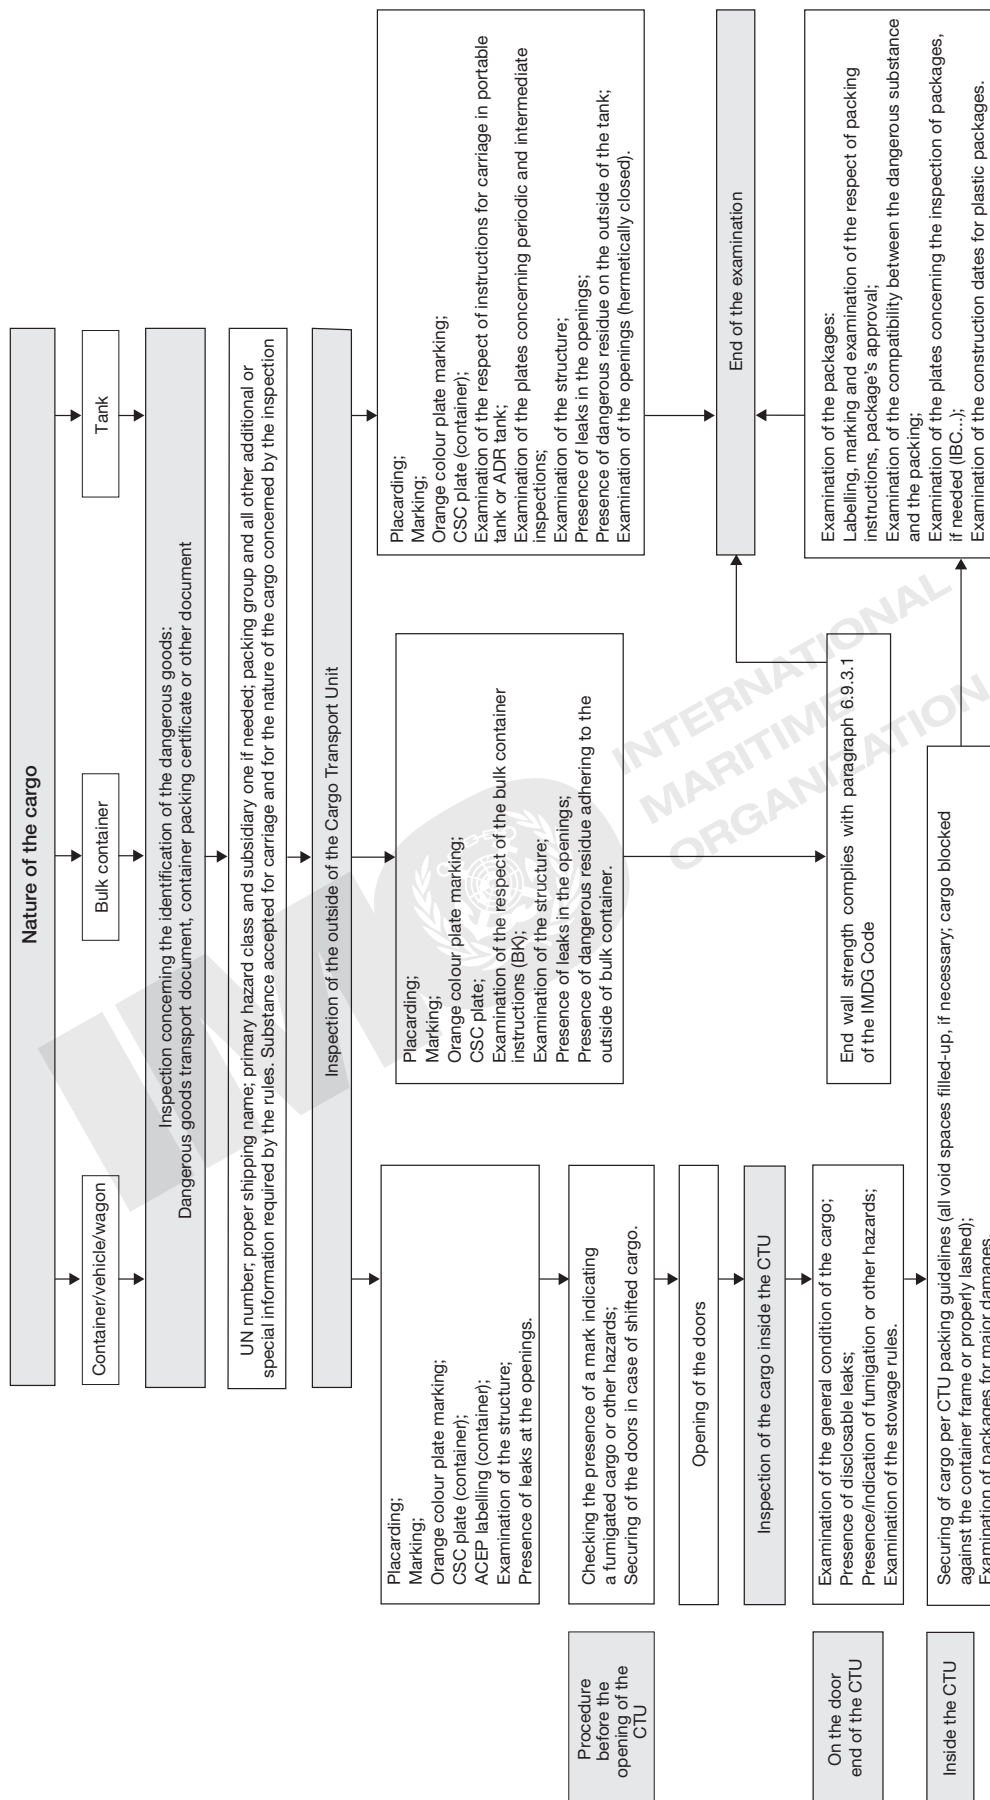 Nature of the cargo
Container/vehicle/wagon
Bulk container
Tank
Inspection concerning the identification of the dangerous goods:
Dangerous goods transport document, container packing certificate or other document
UN number; proper shipping name; primary hazard class and subsidiary one if needed; packing group and all other additional or
special information required by the rules. Substance accepted for carriage and for the nature of the cargo concerned by the inspection
Inspection of the outside of the Cargo Transport Unit
Placarding;
Marking;
Orange colour plate marking;
CSC plate (container);
ACEP labelling (container);
Examination of the structure;
Presence of leaks at the openings.
Placarding;
Marking;
Orange colour plate marking;
CSC plate;
Examination of the respect of the bulk container
instructions (BK);
Examination of the structure;
Presence of leaks in the openings;
Presence of dangerous residue adhering to the
outside of bulk container.
Placarding;
Marking;
Orange colour plate marking;
CSC plate (container);
Examination of the respect of instructions for carriage in portable
tank or ADR tank;
Examination of the plates concerning periodic and intermediate
inspections;
Examination of the structure;
Presence of leaks in the openings;
Presence of dangerous residue on the outside of the tank;
Examination of the openings (hermetically closed).
Procedure
before the
opening of the
CTU
Checking the presence of a mark indicating
a fumigated cargo or other hazards;
Securing of the doors in case of shifted cargo.
Opening of the doors
Inspection of the cargo inside the CTU
End of the examination
On the door
end of the CTU
Examination of the general condition of the cargo;
Presence of disclosable leaks;
Presence/indication of fumigation or other hazards;
Examination of the stowage rules.
End wall strength complies with paragraph 6.9.3.1
of the IMDG Code
Examination of the packages:
Labelling, marking and examination of the respect of packing
instructions, package's approval;
Examination of the compatibility between the dangerous substance
and the packing;
Examination of the plates concerning the inspection of packages,
if needed (IBC...);
Examination of the construction dates for plastic packages.
Inside the CTU
Securing of cargo per CTU packing guidelines (all void spaces filled-up, if necessary; cargo blocked
against the container frame or properly lashed);
Examination of packages for major damages.
IMO
INTERNATIONAL
MARITIME
ORGANIZATION